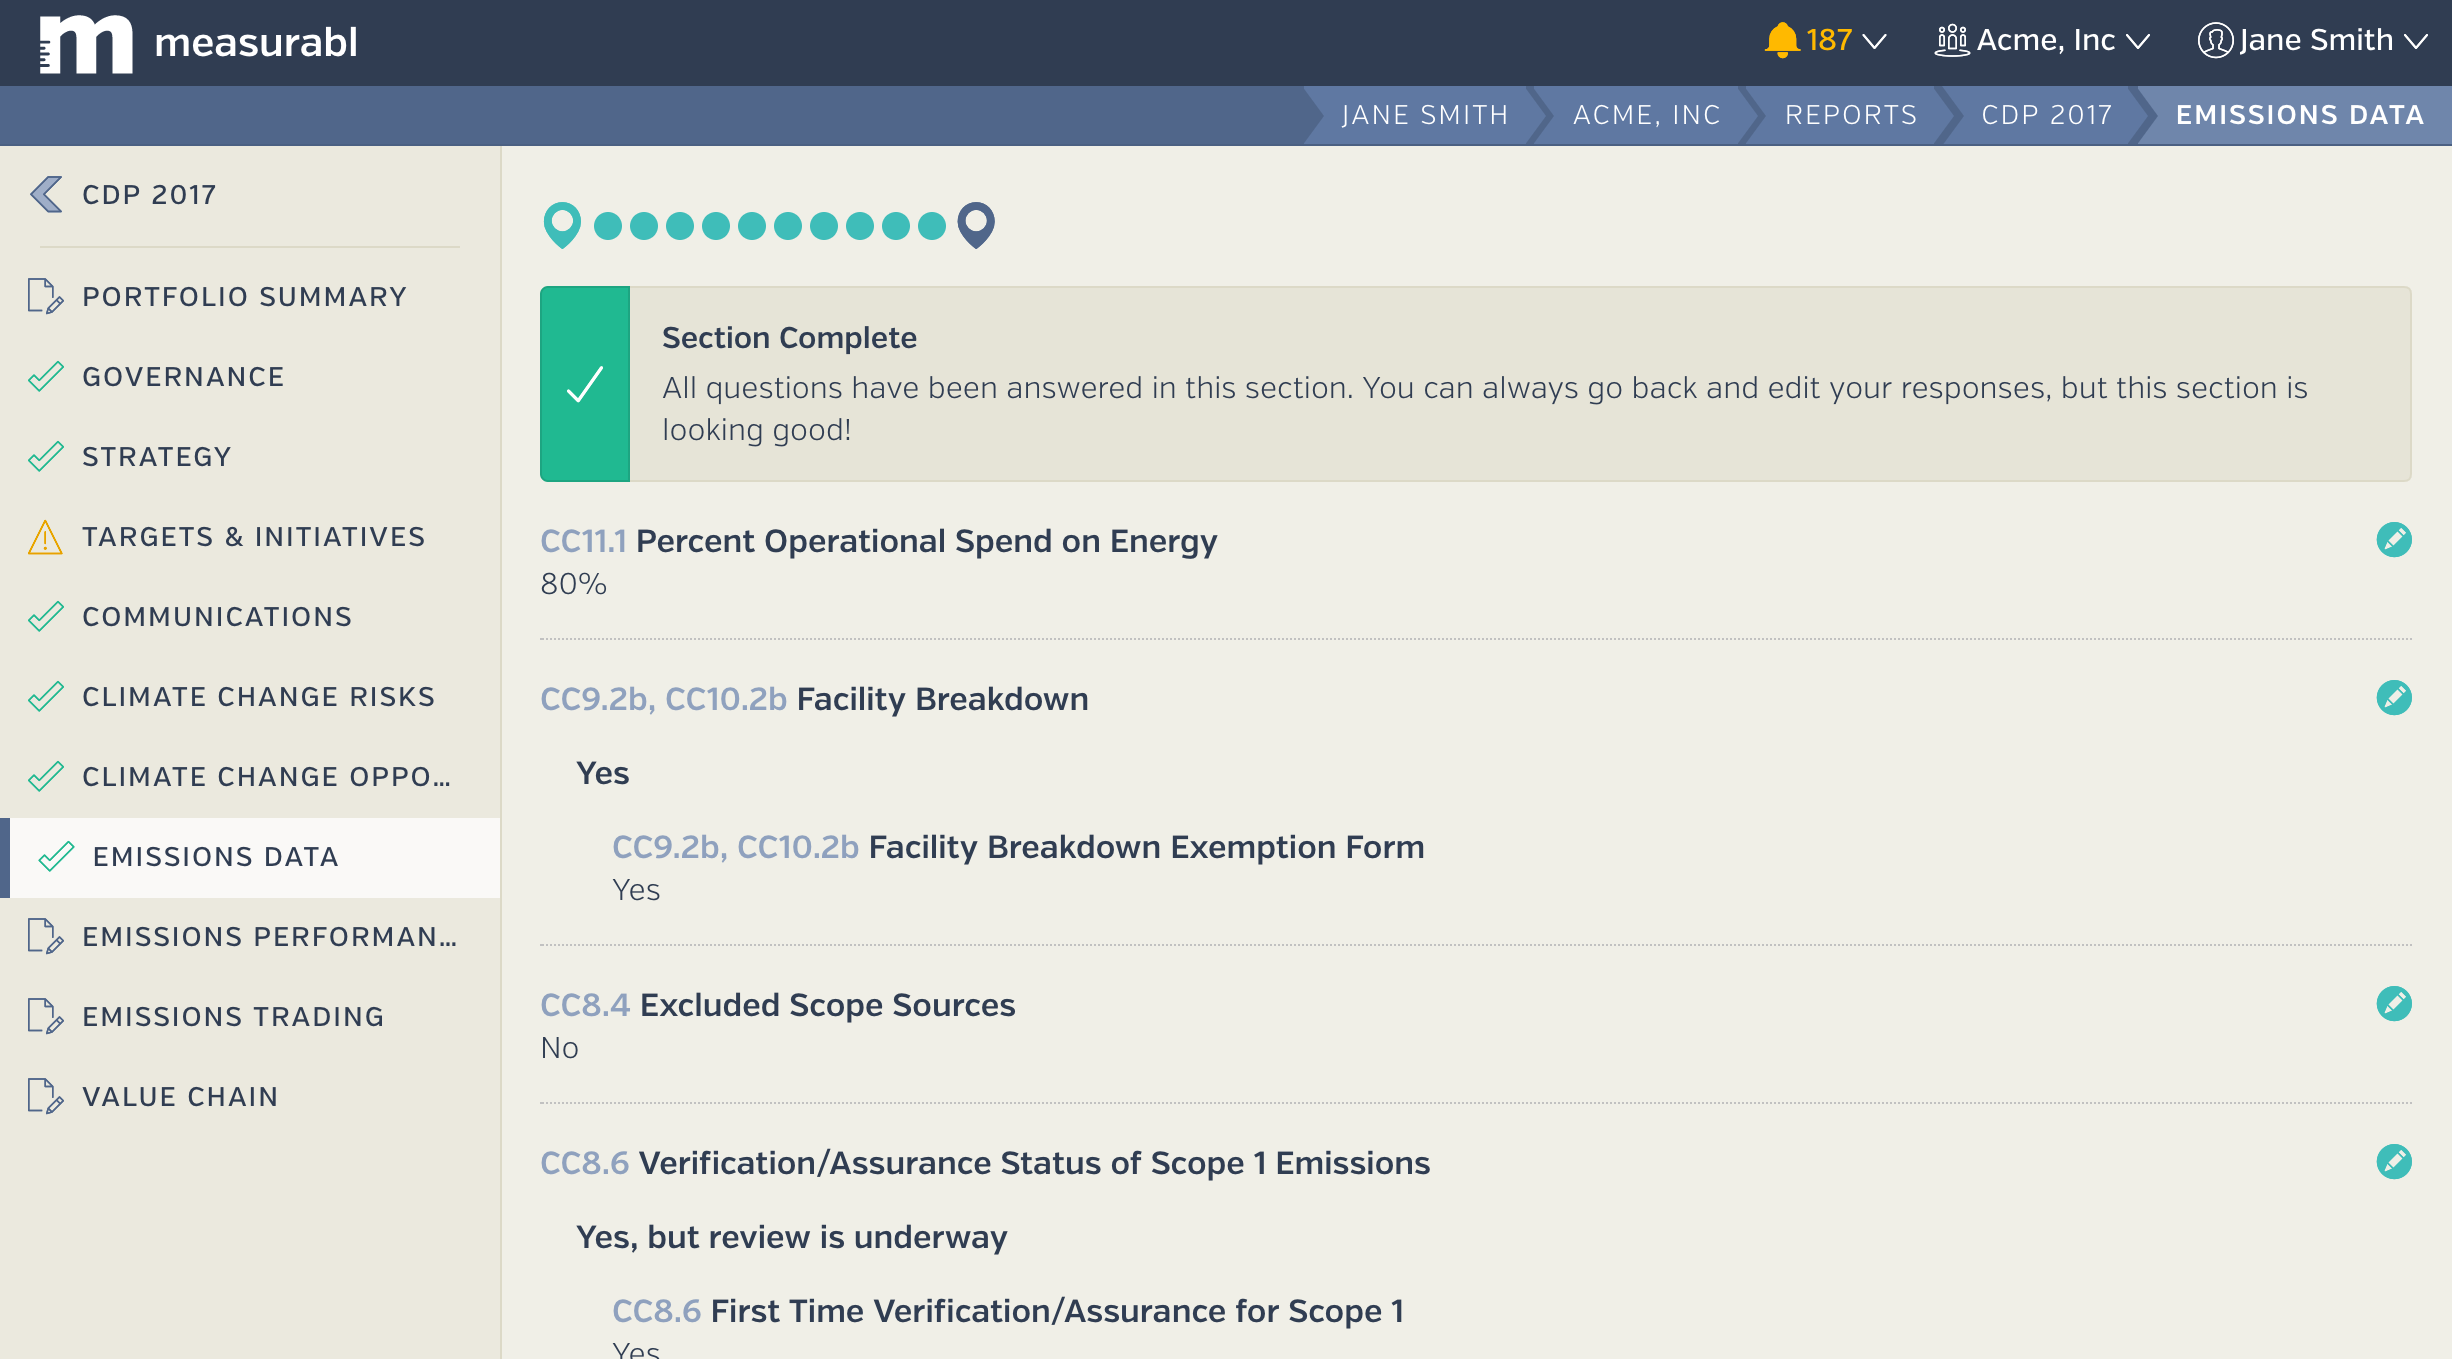 measurabl
187
Acme, Inc
Jane Smith
JANE SMITH
ACME, INC
REPORTS
CDP 2017
EMISSIONS DATA
CDP 2017
PORTFOLIO SUMMARY
GOVERNANCE
STRATEGY
TARGETS & INITIATIVES
COMMUNICATIONS
CLIMATE CHANGE RISKS
CLIMATE CHANGE OPPO...
EMISSIONS DATA
EMISSIONS PERFORMAN...
EMISSIONS TRADING
VALUE CHAIN
Section Complete
All questions have been answered in this section. You can always go back and edit your responses, but this section is
looking good!
CC11.1 Percent Operational Spend on Energy
80%
CC9.2b, CC10.2b Facility Breakdown
Yes
CC9.2b, CC10.2b Facility Breakdown Exemption Form
Yes
CC8.4 Excluded Scope Sources
No
CC8.6 Verification/Assurance Status of Scope 1 Emissions
Yes, but review is underway
CC8.6 First Time Verification/Assurance for Scope 1
Yes